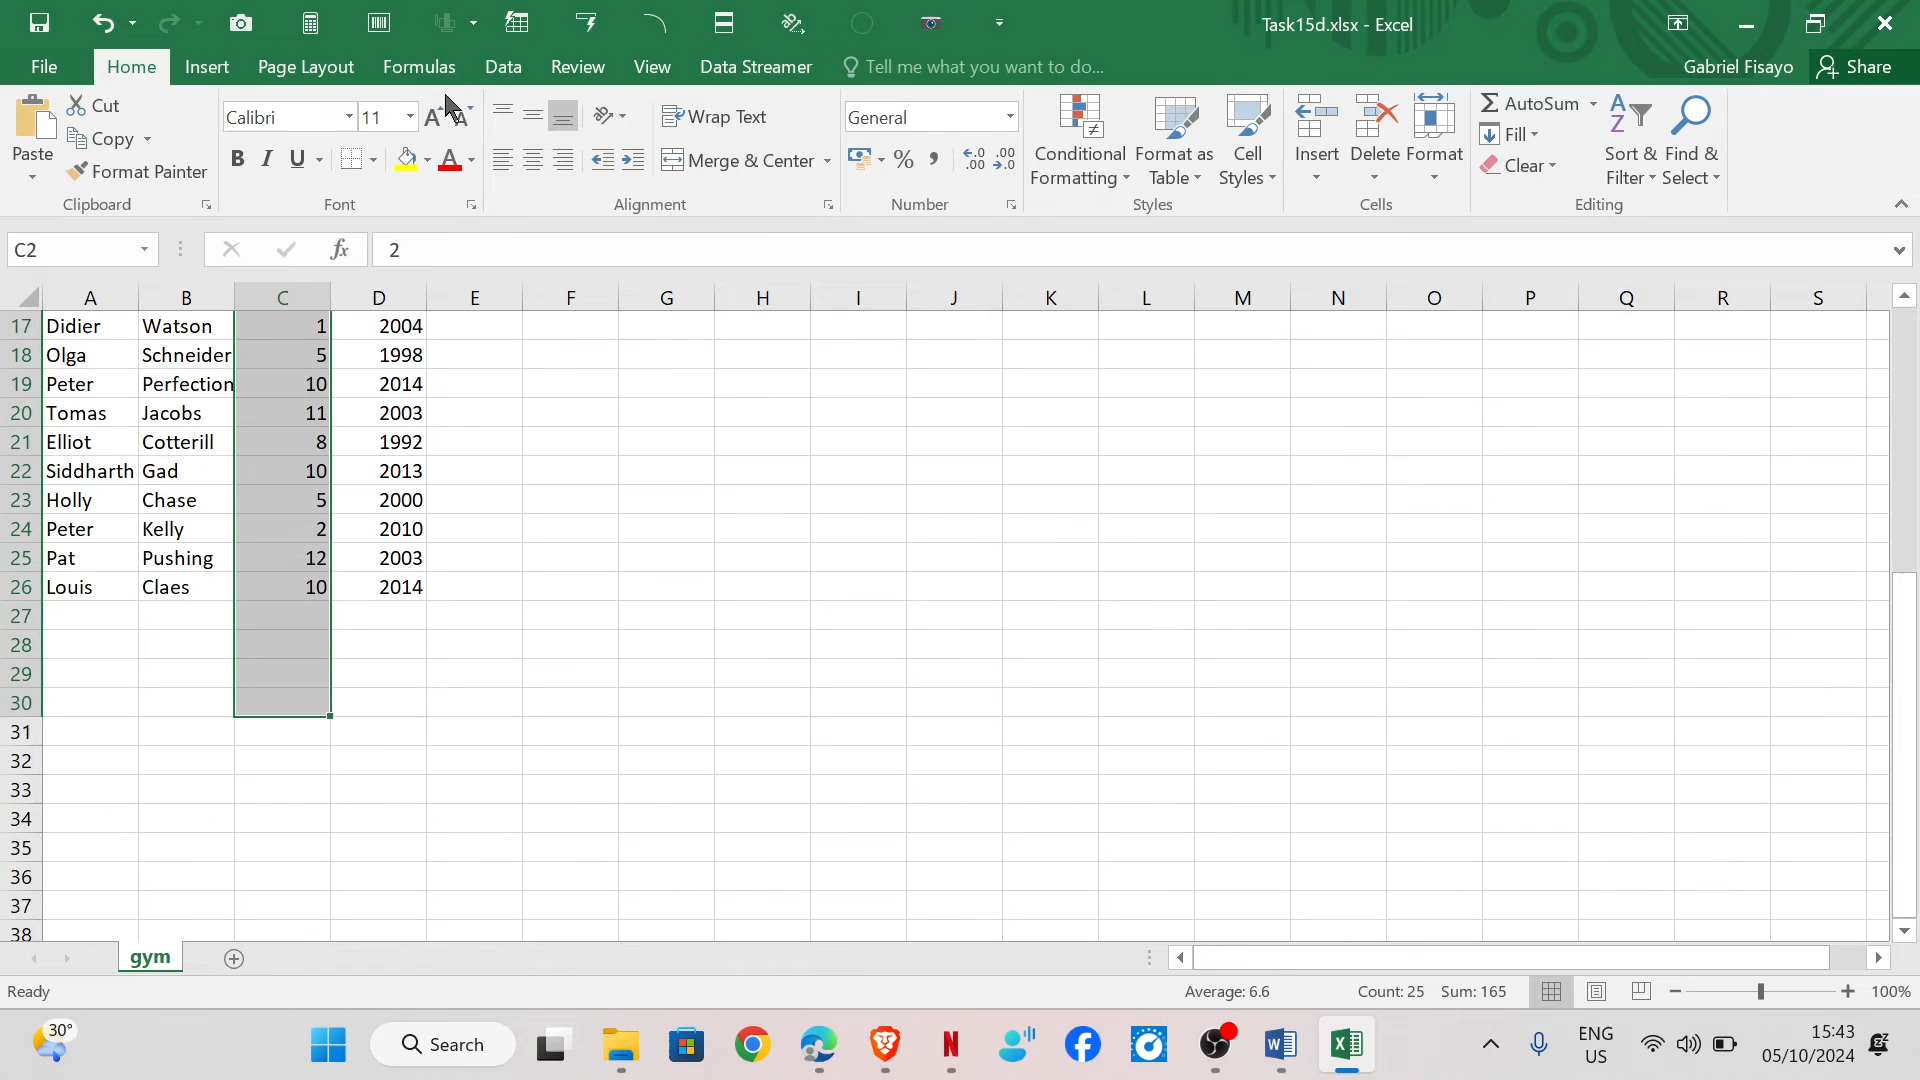 Task15d.xlsx - Excel
File Home Insert Page Layout Formulas Data Review View Data Streamer Tell me what you want to do... Gabriel Fisayo Share
Paste Cut Copy Format Painter Clipboard
Calibri 11 A A B I U A Font
Wrap Text Merge & Center Alignment
General % Number
Conditional Formatting Format as Table Cell Styles Styles
Insert Delete Format Cells
AutoSum Fill Clear Sort & Filter Find & Select Editing
C2 fx 2
A B C D E F G H I J K L M N O P Q R S
17 Didier Watson 1 2004
18 Olga Schneider 5 1998
19 Peter Perfection 10 2014
20 Tomas Jacobs 11 2003
21 Elliot Cotterill 8 1992
22 Siddharth Gad 10 2013
23 Holly Chase 5 2000
24 Peter Kelly 2 2010
25 Pat Pushing 12 2003
26 Louis Claes 10 2014
27
28
29
30
31
32
33
34
35
36
37
38
gym
Ready Average: 6.6 Count: 25 Sum: 165 100%
30° Search ENG US 15:43 05/10/2024